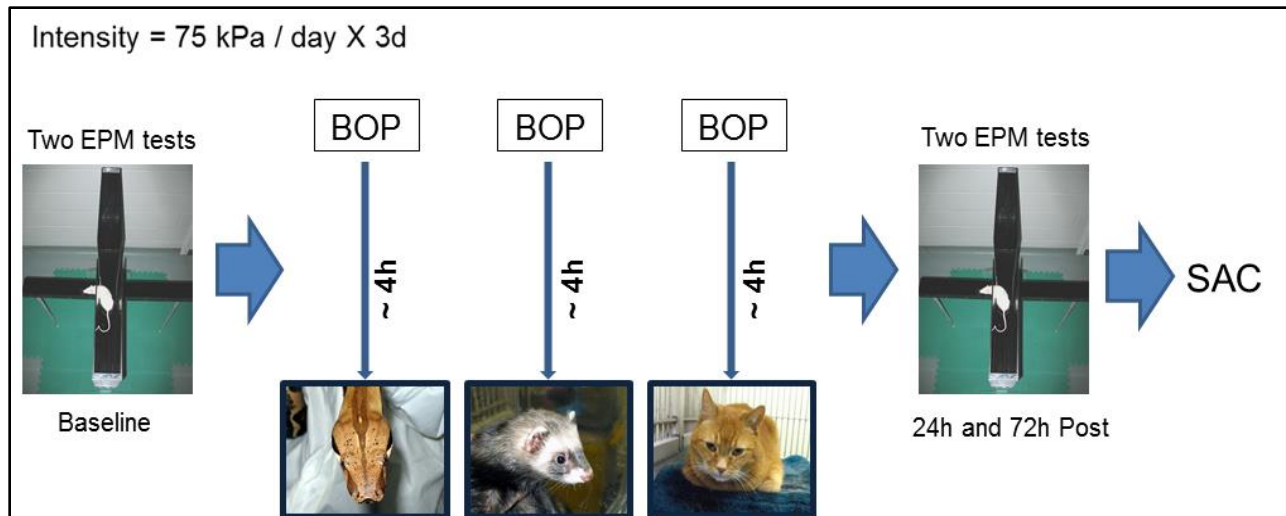 Intensity = 75 kPa / day X 3d
Two EPM tests
Baseline
BOP
~ 4h
BOP
~ 4h
BOP
~ 4h
Two EPM tests
24h and 72h Post
SAC